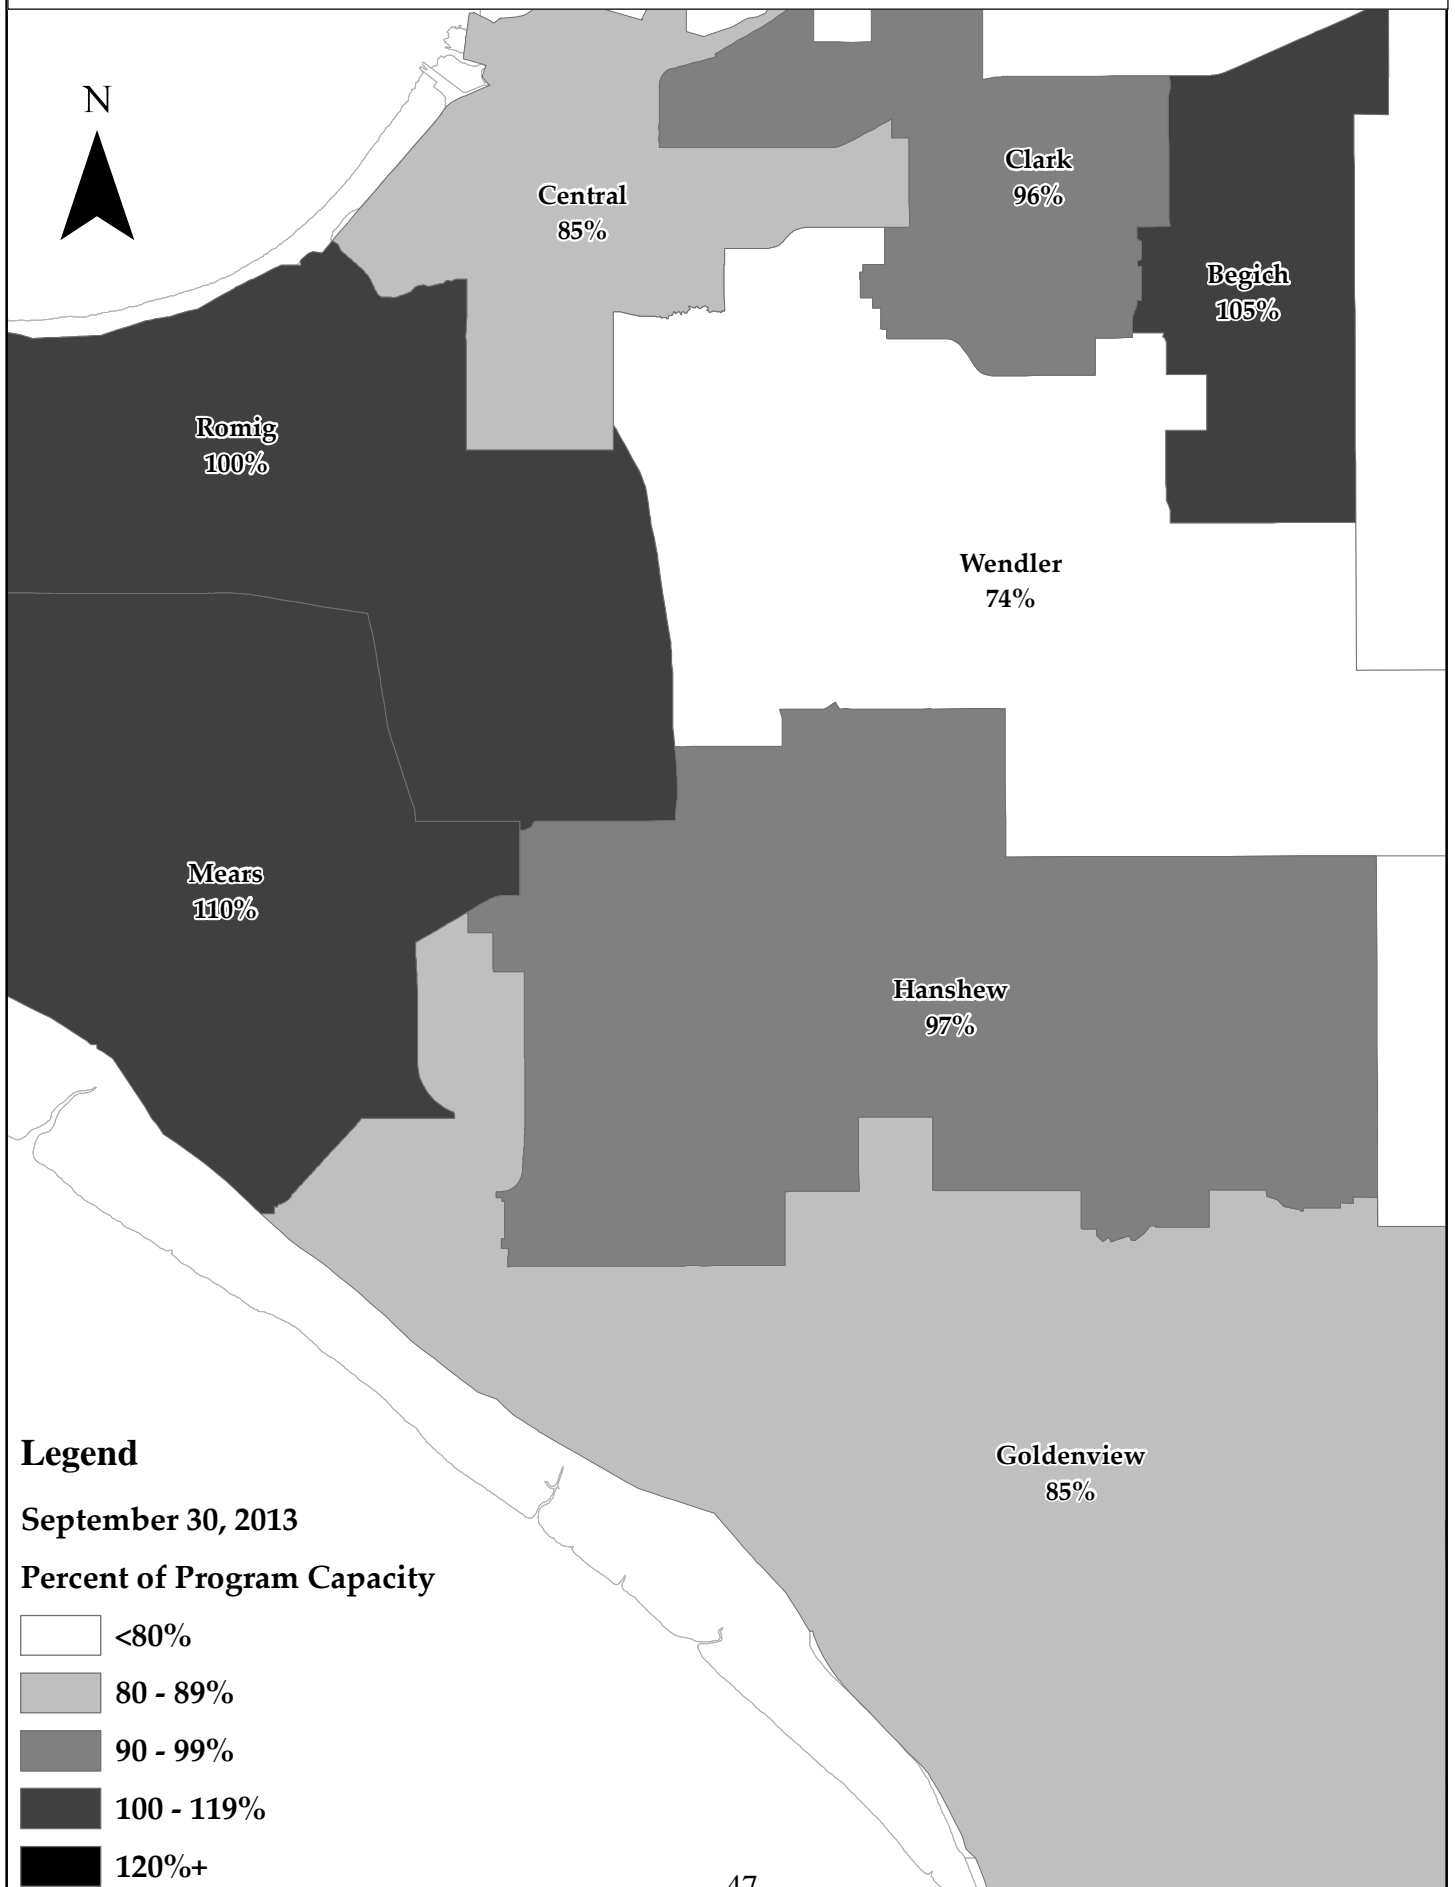 N
Central
85%
Clark
96%
Begich
105%
Romig
100%
Wendler
74%
Mears
110%
Hanshew
97%
Goldenview
85%
Legend
September 30, 2013
Percent of Program Capacity
<80%
80 - 89%
90 - 99%
100 - 119%
120%+
47